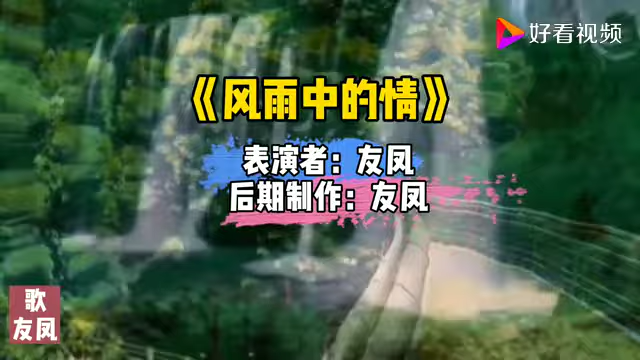 好看视频
《风雨中的情》
表演者：友凤
后期制作：友凤
歌
友凤